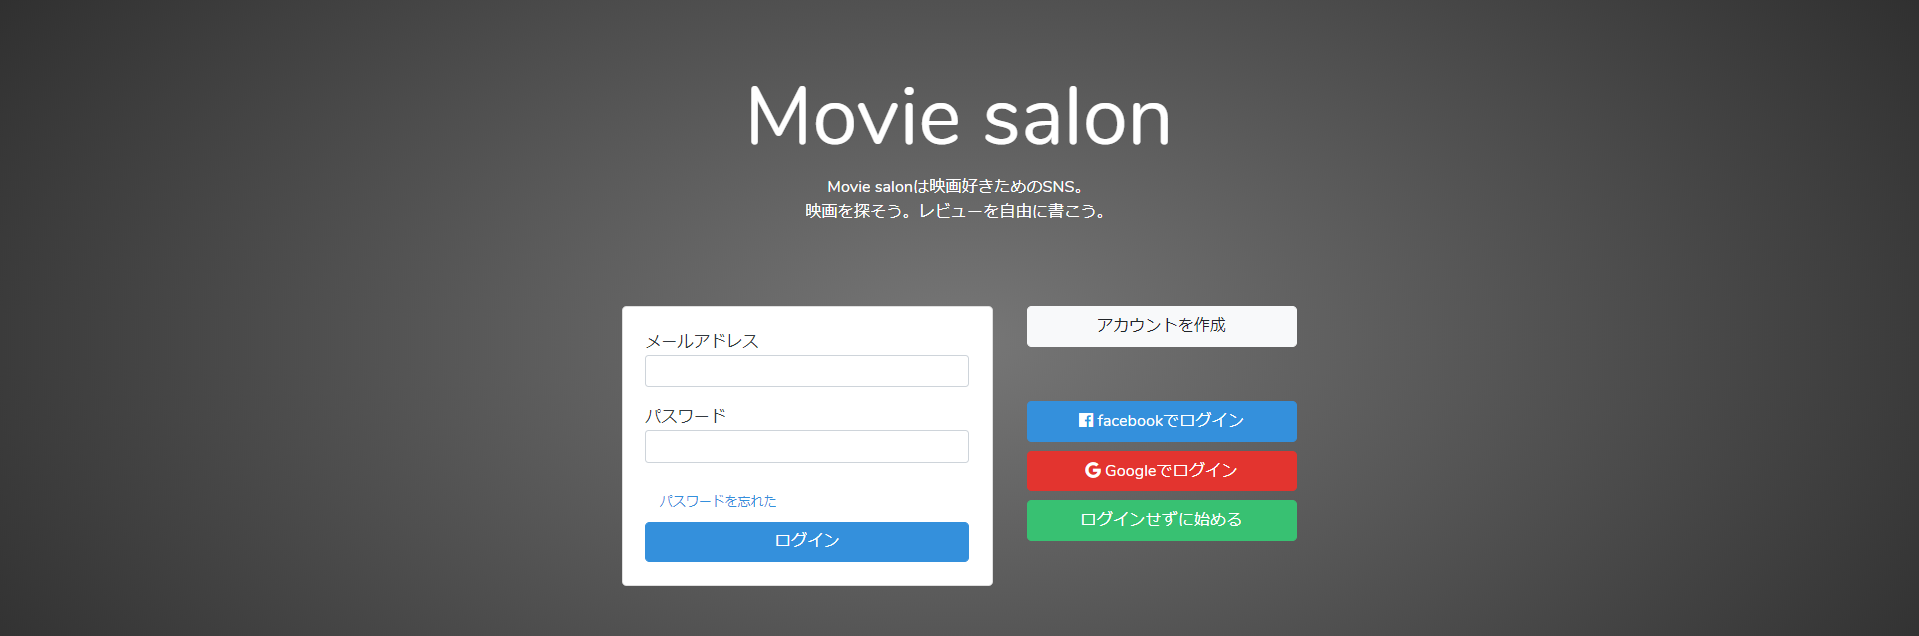 Movie salon
Movie salonは映画好きためのSNS。
映画を探そう。レビューを自由に書こう。
メールアドレス
パスワード
パスワードを忘れた
ログイン
アカウントを作成
facebookでログイン
Googleでログイン
ログインせずに始める